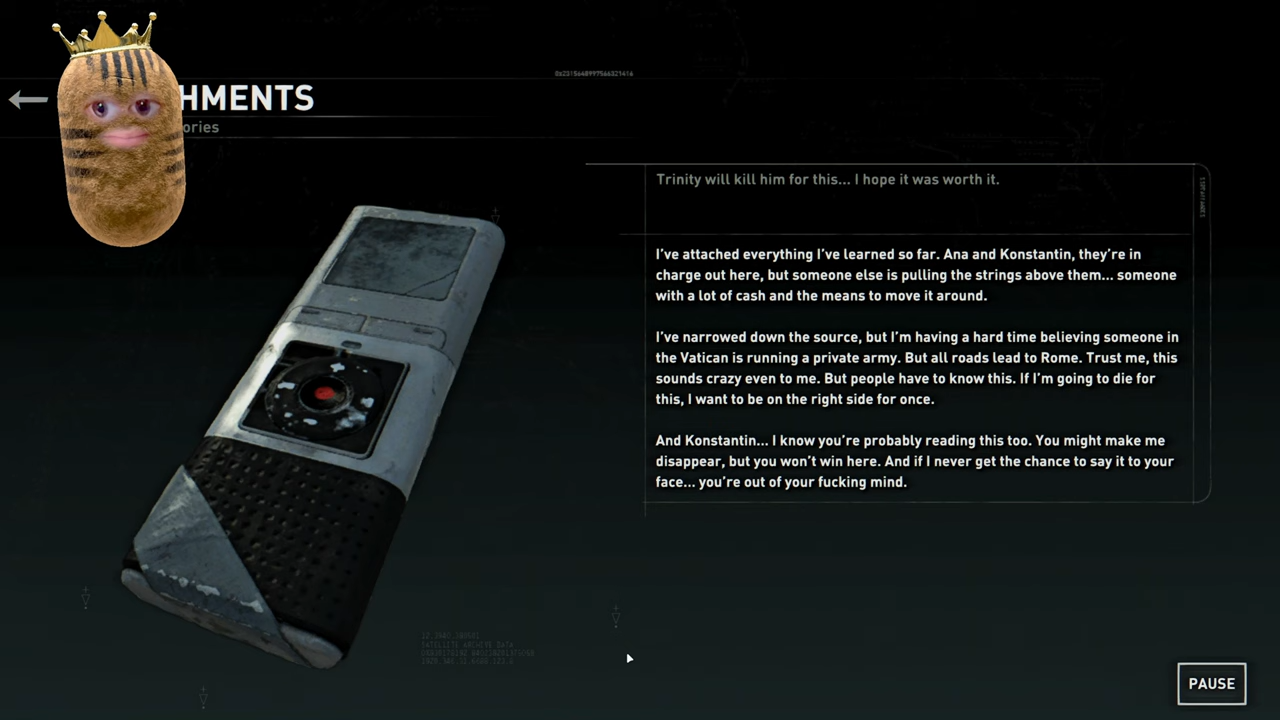 HMENTS
ories
Trinity will kill him for this... I hope it was worth it.
I've attached everything I've learned so far. Ana and Konstantin, they're in
charge out here, but someone else is pulling the strings above them... someone
with a lot of cash and the means to move it around.
I've narrowed down the source, but I'm having a hard time believing someone in
the Vatican is running a private army. But all roads lead to Rome. Trust me, this
sounds crazy even to me. But people have to know this. If I'm going to die for
this, I want to be on the right side for once.
And Konstantin... I know you're probably reading this too. You might make me
disappear, but you won't win here. And if I never get the chance to say it to your
face... you're out of your fucking mind.
PAUSE